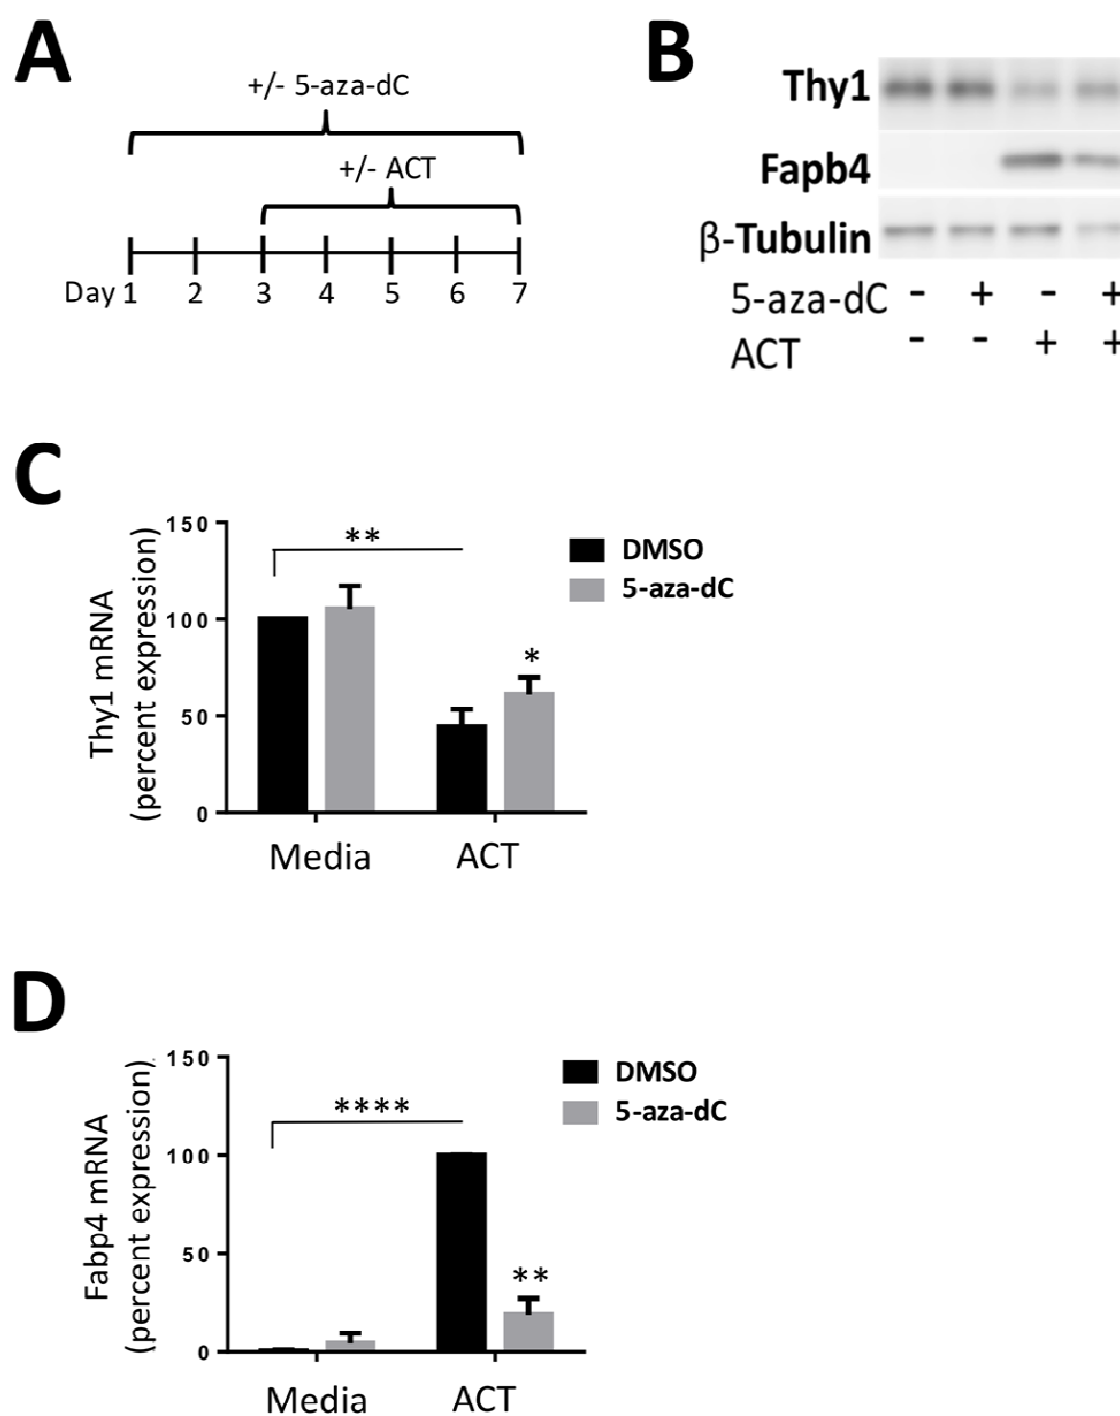 A
+/- 5-aza-dC
+/- ACT
Day 1 2 3 4 5 6 7
B
Thy1
Fapb4
β-Tubulin
5-aza-dC - + - +
ACT - - + +
C
Thy1 mRNA
(percent expression)
150
100
50
0
**
*
DMSO
5-aza-dC
Media ACT
D
Fabp4 mRNA
(percent expression)
150
100
50
0
****
**
DMSO
5-aza-dC
Media ACT